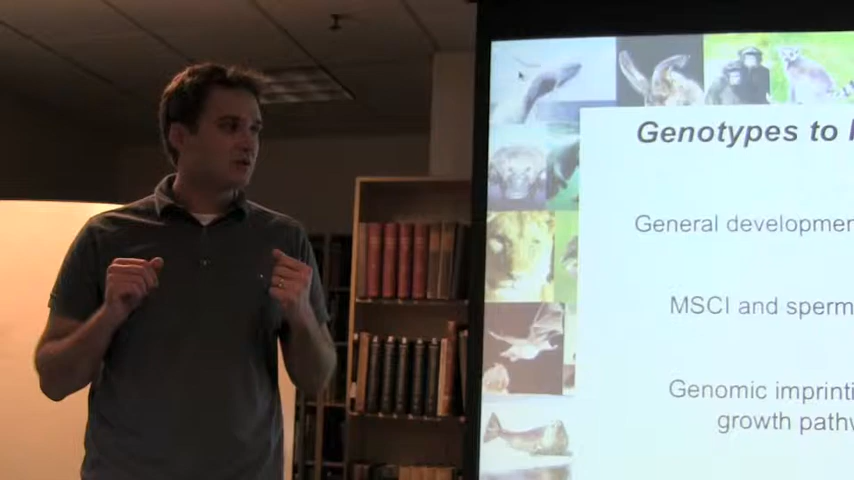 Genotypes to
General developmen
MSCI and sperm
Genomic imprinti
growth pathw